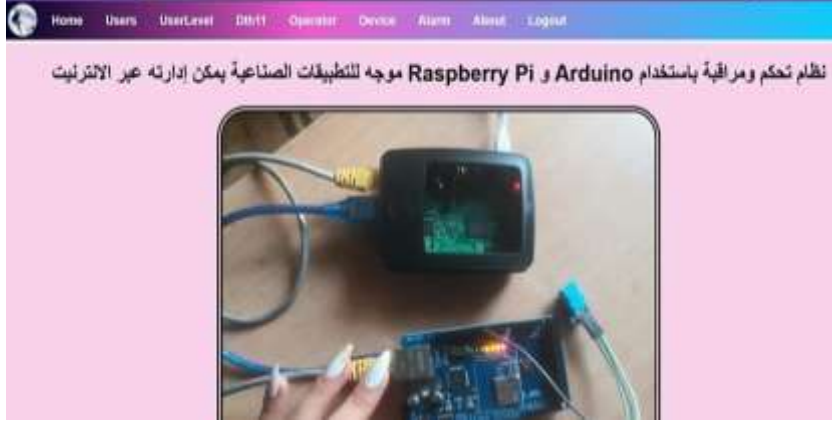 Home Users UserLevel Dth11 Operator Device Alarm About Logout
نظام تحكم ومراقبة باستخدام Arduino و Raspberry Pi موجه للتطبيقات الصناعية يمكن إدارته عبر الانترنيت